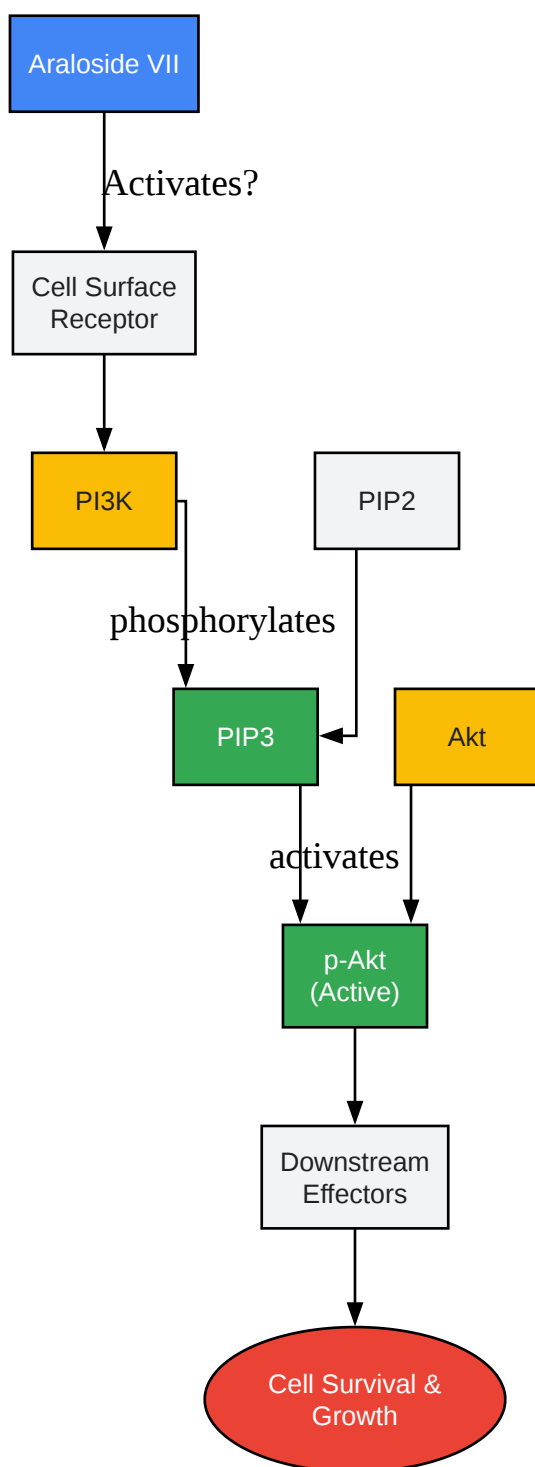 Araloside VII
Activates?
Cell Surface
Receptor
PI3K
PIP2
phosphorylates
PIP3
Akt
activates
p-Akt
(Active)
Downstream
Effectors
Cell Survival &
Growth